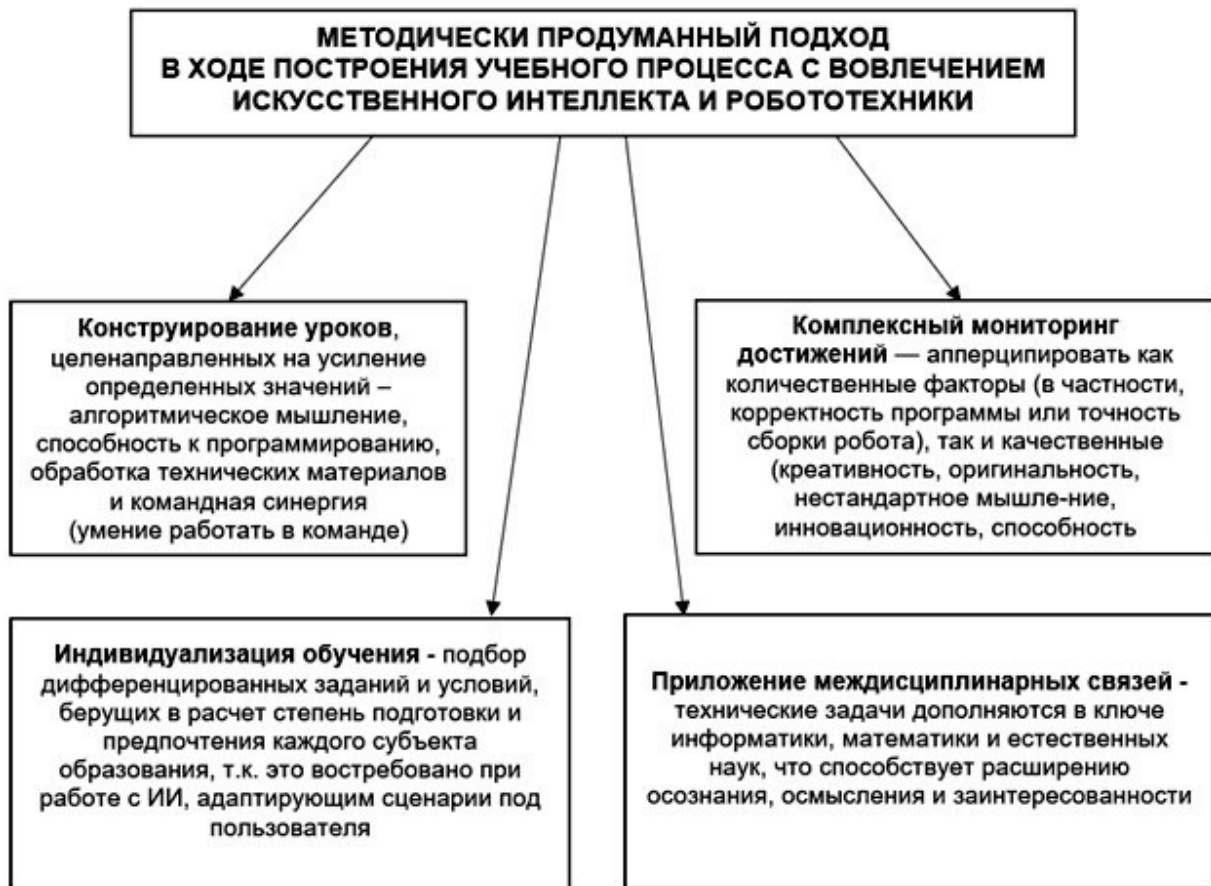 МЕТОДИЧЕСКИ ПРОДУМАННЫЙ ПОДХОД
В ХОДЕ ПОСТРОЕНИЯ УЧЕБНОГО ПРОЦЕССА С ВОВЛЕЧЕНИЕМ
ИСКУССТВЕННОГО ИНТЕЛЛЕКТА И РОБОТОТЕХНИКИ
Конструирование уроков,
целенаправленных на усиление
определенных значений –
алгоритмическое мышление,
способность к программированию,
обработка технических материалов
и командная синергия
(умение работать в команде)
Комплексный мониторинг
достижений — апперципировать как
количественные факторы (в частности,
корректность программы или точность
сборки робота), так и качественные
(креативность, оригинальность,
нестандартное мышле-ние,
инновационность, способность
Индивидуализация обучения - подбор
дифференцированных заданий и условий,
берущих в расчет степень подготовки и
предпочтения каждого субъекта
образования, т.к. это востребовано при
работе с ИИ, адаптирующим сценарии под
пользователя
Приложение междисциплинарных связей -
технические задачи дополняются в ключе
информатики, математики и естественных
наук, что способствует расширению
осознания, осмысления и заинтересованности